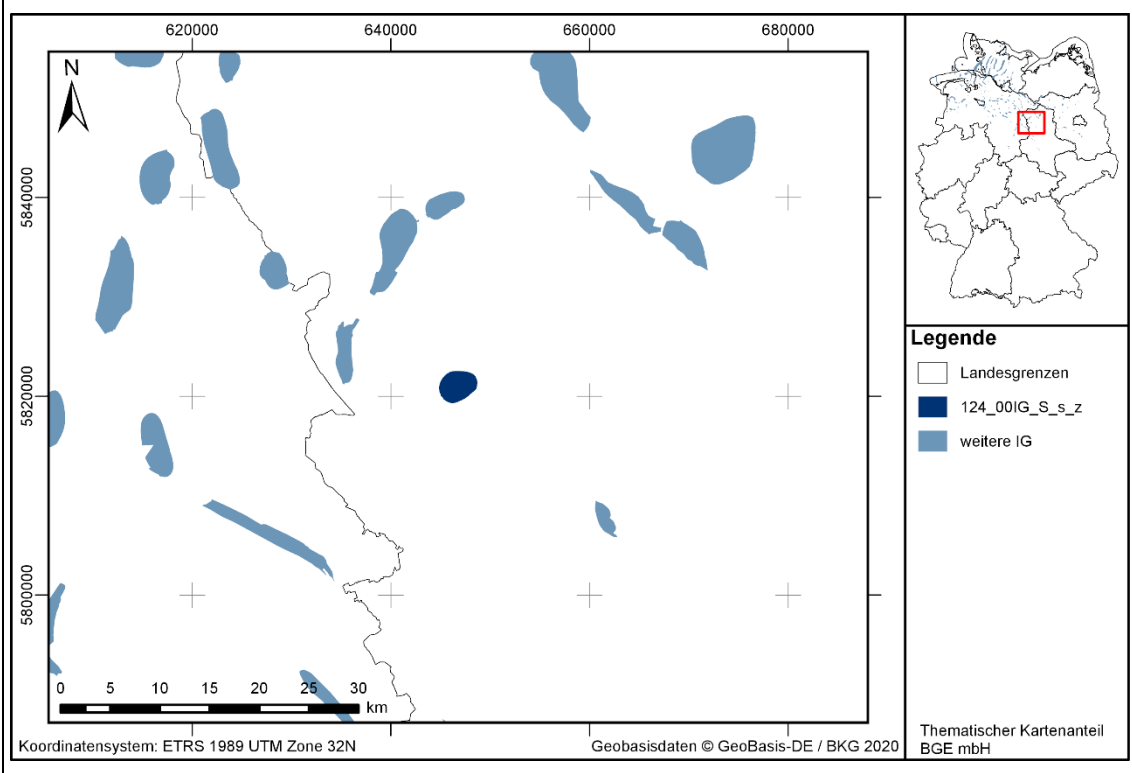 620000 640000 660000 680000
N
5840000
5820000
5800000
0 5 10 15 20 25 30
km
Koordinatensystem: ETRS 1989 UTM Zone 32N
Geobasisdaten © GeoBasis-DE / BKG 2020
Legende
Landesgrenzen
124_00IG_S_s_z
weitere IG
Thematischer Kartenanteil
BGE mbH